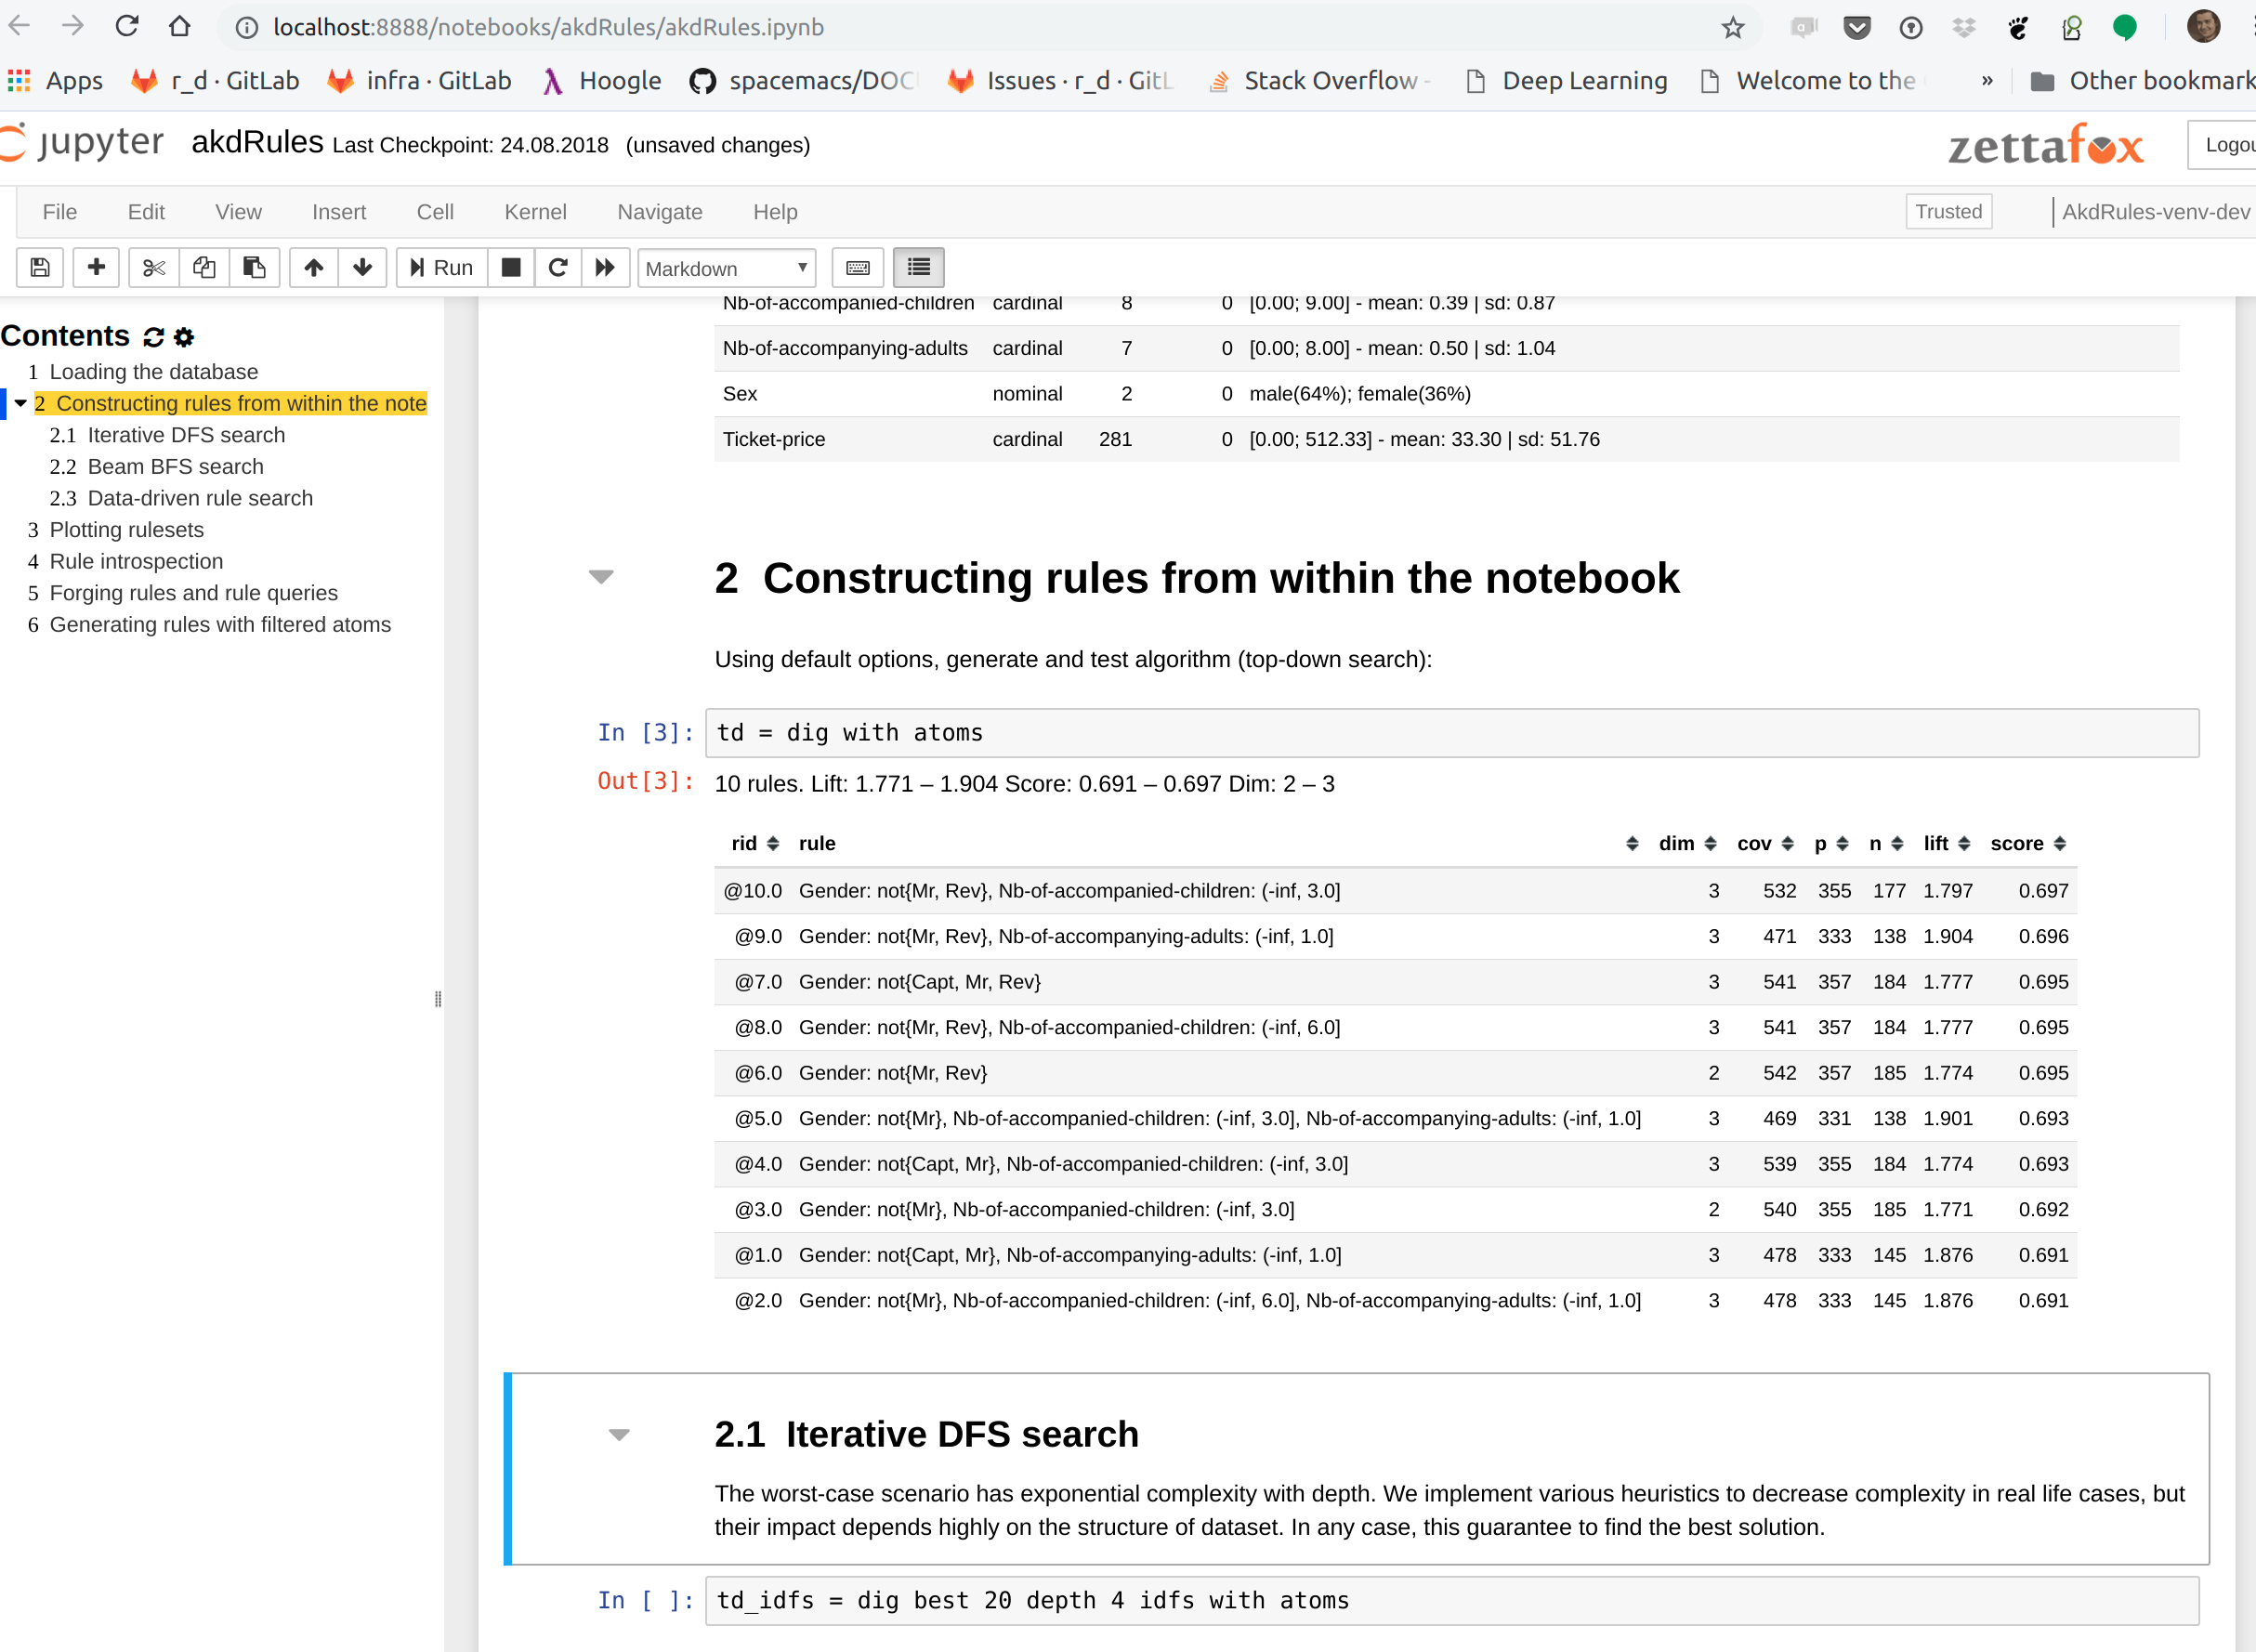 localhost:8888/notebooks/akdRules/akdRules.ipynb
Apps r_d · GitLab infra · GitLab Hoogle spacemacs/DOC Issues · r_d · GitL Stack Overflow - Deep Learning Welcome to the » Other bookmark
jupyter akdRules Last Checkpoint: 24.08.2018 (unsaved changes) zettafox Logou
File Edit View Insert Cell Kernel Navigate Help Trusted AkdRules-venv-dev
Run Markdown
Contents
1 Loading the database
2 Constructing rules from within the note
2.1 Iterative DFS search
2.2 Beam BFS search
2.3 Data-driven rule search
3 Plotting rulesets
4 Rule introspection
5 Forging rules and rule queries
6 Generating rules with filtered atoms
Nb-of-accompanied-children cardinal 8 0 [0.00; 9.00] - mean: 0.39 | sd: 0.87
Nb-of-accompanying-adults cardinal 7 0 [0.00; 8.00] - mean: 0.50 | sd: 1.04
Sex nominal 2 0 male(64%); female(36%)
Ticket-price cardinal 281 0 [0.00; 512.33] - mean: 33.30 | sd: 51.76
2 Constructing rules from within the notebook
Using default options, generate and test algorithm (top-down search):
In [3]: td = dig with atoms
Out[3]: 10 rules. Lift: 1.771 – 1.904 Score: 0.691 – 0.697 Dim: 2 – 3
rid rule dim cov p n lift score
@10.0 Gender: not{Mr, Rev}, Nb-of-accompanied-children: (-inf, 3.0] 3 532 355 177 1.797 0.697
@9.0 Gender: not{Mr, Rev}, Nb-of-accompanying-adults: (-inf, 1.0] 3 471 333 138 1.904 0.696
@7.0 Gender: not{Capt, Mr, Rev} 3 541 357 184 1.777 0.695
@8.0 Gender: not{Mr, Rev}, Nb-of-accompanied-children: (-inf, 6.0] 3 541 357 184 1.777 0.695
@6.0 Gender: not{Mr, Rev} 2 542 357 185 1.774 0.695
@5.0 Gender: not{Mr}, Nb-of-accompanied-children: (-inf, 3.0], Nb-of-accompanying-adults: (-inf, 1.0] 3 469 331 138 1.901 0.693
@4.0 Gender: not{Capt, Mr}, Nb-of-accompanied-children: (-inf, 3.0] 3 539 355 184 1.774 0.693
@3.0 Gender: not{Mr}, Nb-of-accompanied-children: (-inf, 3.0] 2 540 355 185 1.771 0.692
@1.0 Gender: not{Capt, Mr}, Nb-of-accompanying-adults: (-inf, 1.0] 3 478 333 145 1.876 0.691
@2.0 Gender: not{Mr}, Nb-of-accompanied-children: (-inf, 6.0], Nb-of-accompanying-adults: (-inf, 1.0] 3 478 333 145 1.876 0.691
2.1 Iterative DFS search
The worst-case scenario has exponential complexity with depth. We implement various heuristics to decrease complexity in real life cases, but
their impact depends highly on the structure of dataset. In any case, this guarantee to find the best solution.
In [ ]: td_idfs = dig best 20 depth 4 idfs with atoms